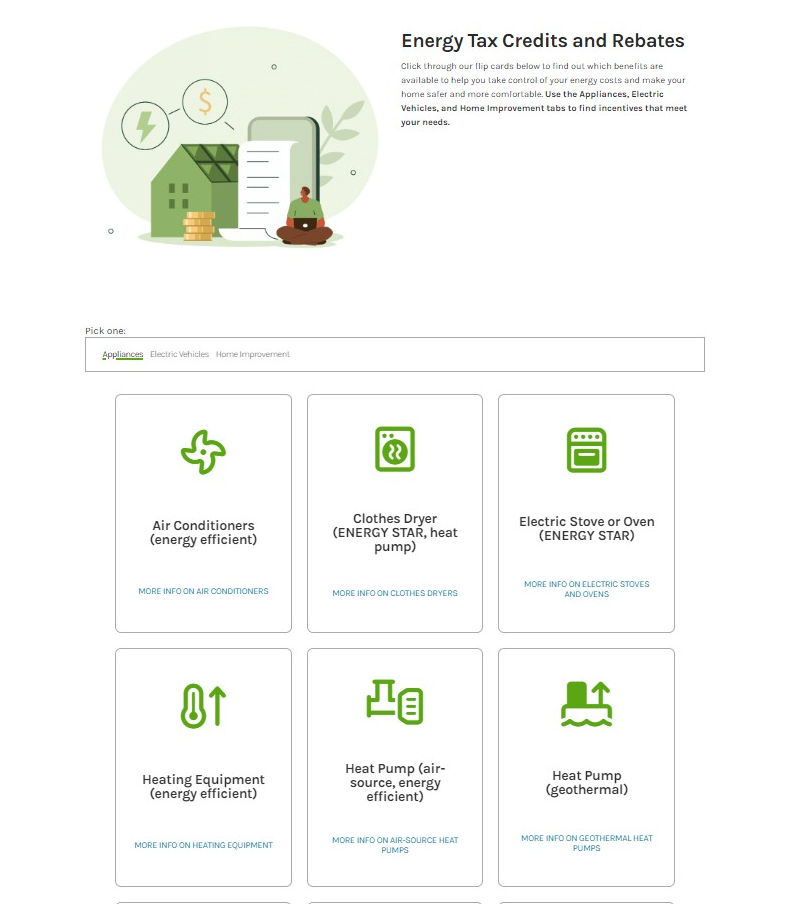 Energy Tax Credits and Rebates
Click through our flip cards below to find out which benefits are
available to help you take control of your energy costs and make your
home safer and more comfortable. Use the Appliances, Electric
Vehicles, and Home Improvement tabs to find incentives that meet
your needs.
$
Pick one:
Appliances Electric Vehicles Home Improvement
Air Conditioners
(energy efficient)
MORE INFO ON AIR CONDITIONERS
Clothes Dryer
(ENERGY STAR, heat
pump)
MORE INFO ON CLOTHES DRYERS
Electric Stove or Oven
(ENERGY STAR)
MORE INFO ON ELECTRIC STOVES
AND OVENS
Heating Equipment
(energy efficient)
MORE INFO ON HEATING EQUIPMENT
Heat Pump (air-
source, energy
efficient)
MORE INFO ON AIR-SOURCE HEAT
PUMPS
Heat Pump
(geothermal)
MORE INFO ON GEOTHERMAL HEAT
PUMPS